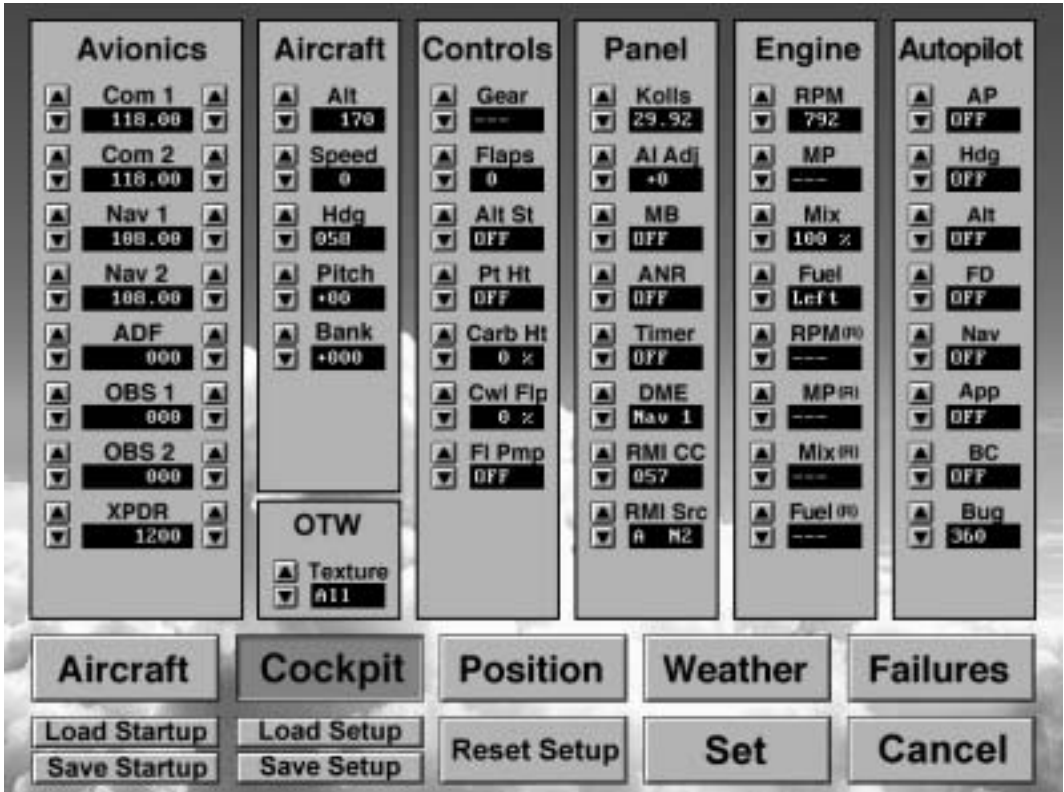 Avionics
Com 1
118.00
Com 2
118.00
Nav 1
108.00
Nav 2
108.00
ADF
000
OBS 1
000
OBS 2
000
XPDR
1200
Aircraft
Alt
170
Speed
0
Hdg
058
Pitch
+00
Bank
+000
OTW
Texture
All
Controls
Gear
---
Flaps
0
Alt St
OFF
Pt Ht
OFF
Carb Ht
0 %
Cwl Flp
0 %
Fl Pmp
OFF
Panel
Kolls
29.92
AI Adj
+0
MB
OFF
ANR
OFF
Timer
OFF
DME
Nav 1
RMI CC
057
RMI Src
A N2
Engine
RPM
792
MP
---
Mix
100 %
Fuel
Left
RPM(R)
---
MP(R)
---
Mix(R)
---
Fuel(R)
---
Autopilot
AP
OFF
Hdg
OFF
Alt
OFF
FD
OFF
Nav
OFF
App
OFF
BC
OFF
Bug
360
Aircraft
Cockpit
Position
Weather
Failures
Load Startup
Load Setup
Save Startup
Save Setup
Reset Setup
Set
Cancel